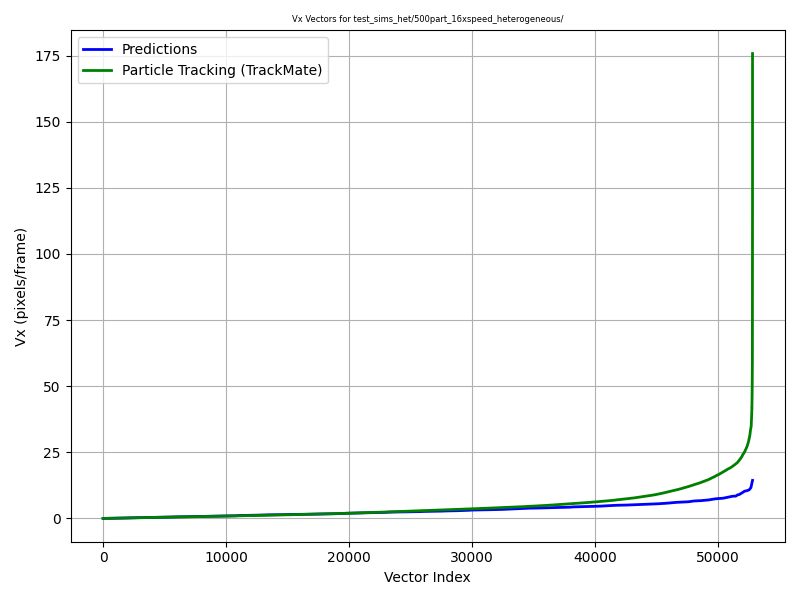 Vx Vectors for test_sims_het/500part_16xspeed_heterogeneous/
Predictions
Particle Tracking (TrackMate)
175
150
125
100
75
50
25
0
Vx (pixels/frame)
0 10000 20000 30000 40000 50000
Vector Index